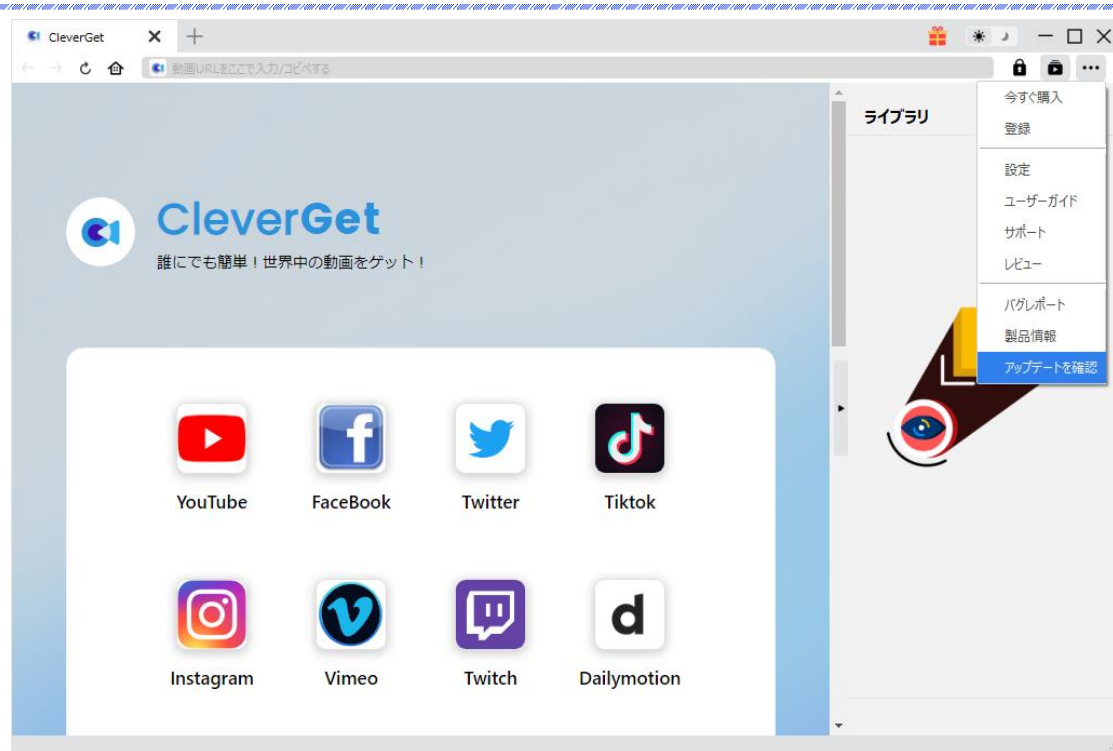 CleverGet
動画URLをここで入力/コピペする
今すぐ購入
登録
設定
ユーザーガイド
サポート
レビュー
バグレポート
製品情報
アップデートを確認
ライブラリ
CleverGet
誰にでも簡単！世界中の動画をゲット！
YouTube FaceBook Twitter Tiktok
Instagram Vimeo Twitch Dailymotion